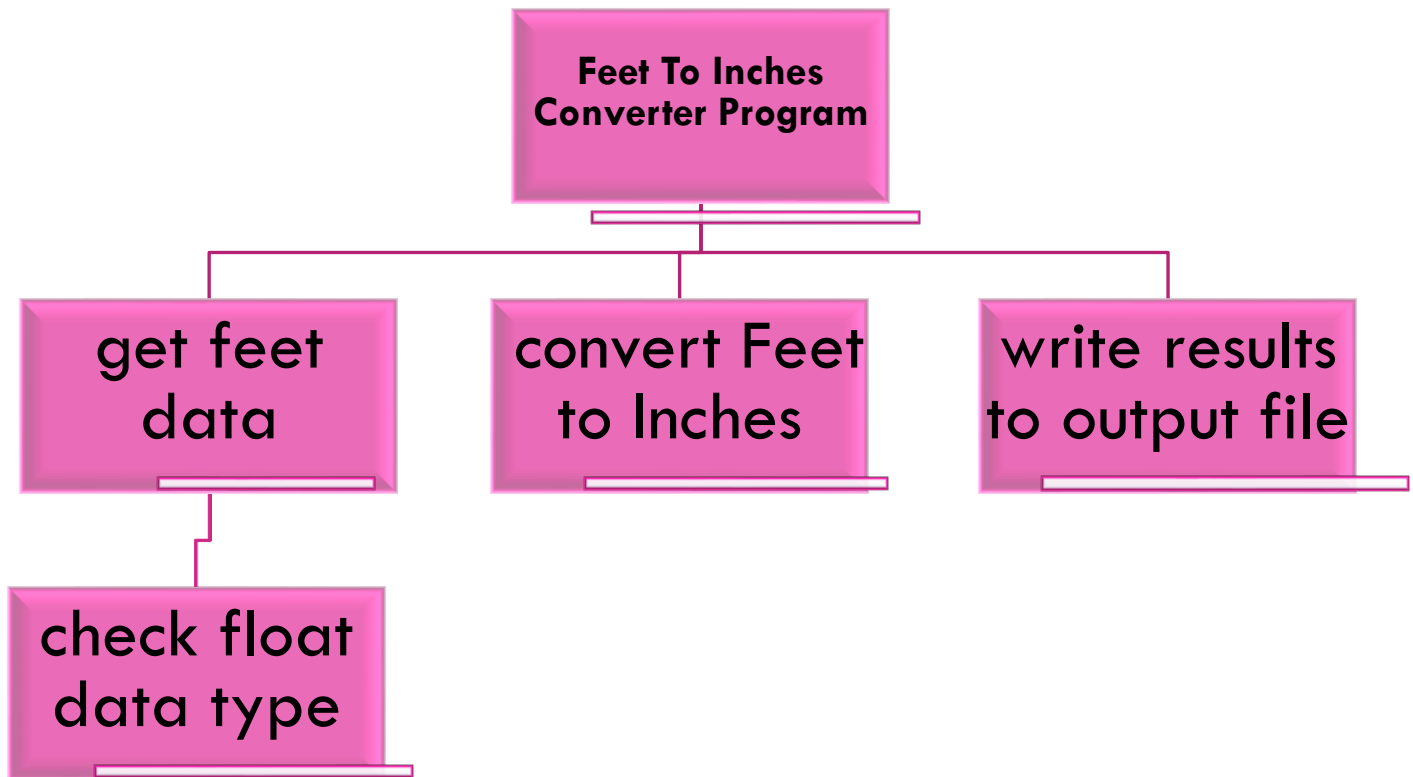 Feet To Inches
Converter Program
get feet
data
convert Feet
to Inches
write results
to output file
check float
data type